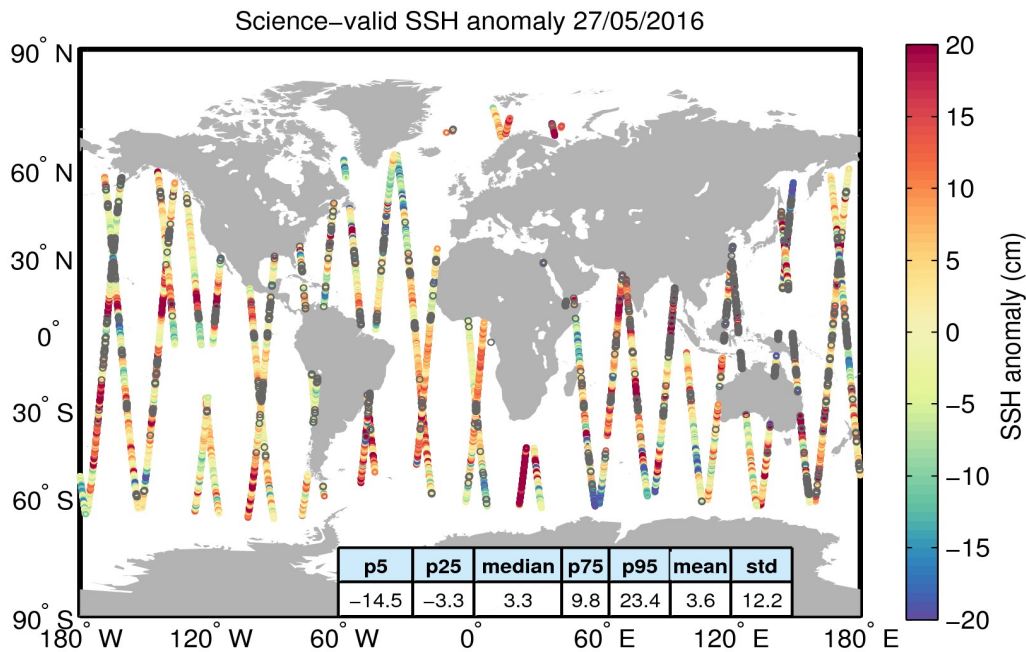 Science−valid SSH anomaly 27/05/2016
90° N
60° N
30° N
0°
30° S
60° S
90° S
180° W
120° W
60° W
0°
60° E
120° E
180° E
p5 p25 median p75 p95 mean std
−14.5 −3.3 3.3 9.8 23.4 3.6 12.2
20
15
10
5
0
−5
−10
−15
−20
SSH anomaly (cm)